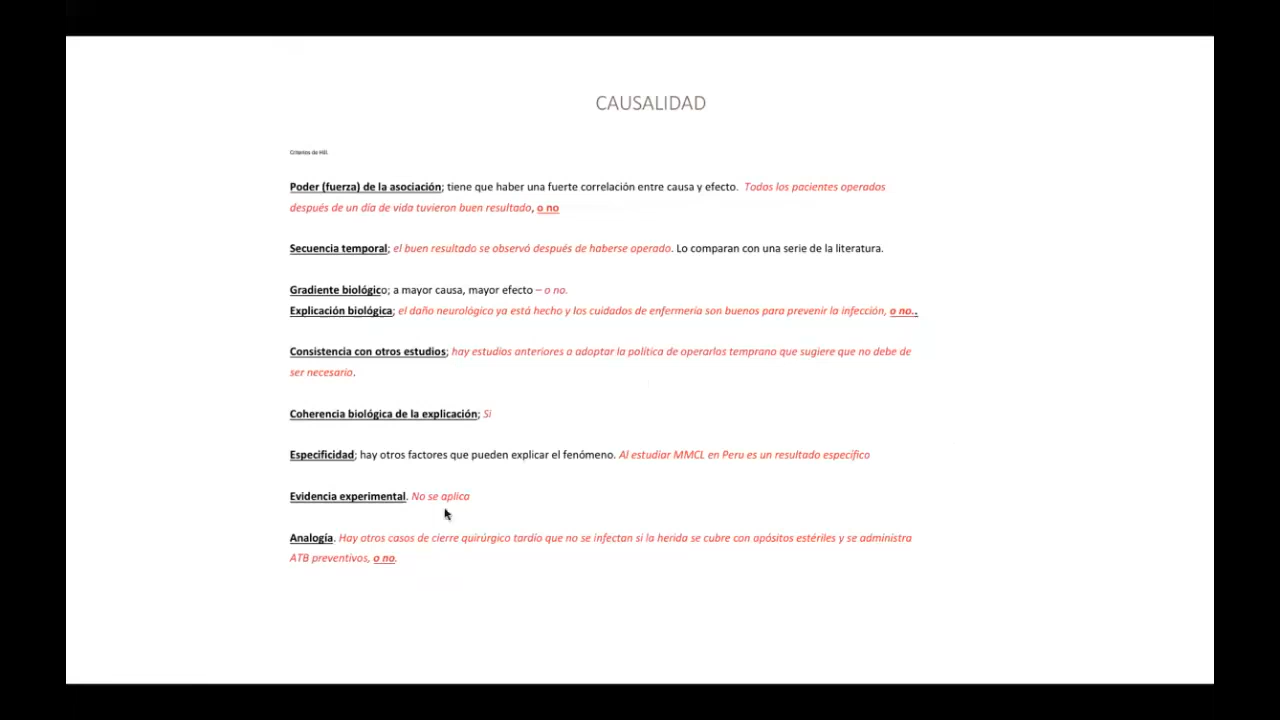 CAUSALIDAD
Criterios de Hill.
Poder (fuerza) de la asociación; tiene que haber una fuerte correlación entre causa y efecto. Todos los pacientes operados
después de un día de vida tuvieron buen resultado, o no
Secuencia temporal; el buen resultado se observó después de haberse operado. Lo comparan con una serie de la literatura.
Gradiente biológico; a mayor causa, mayor efecto – o no.
Explicación biológica; el daño neurológico ya está hecho y los cuidados de enfermería son buenos para prevenir la infección, o no..
Consistencia con otros estudios; hay estudios anteriores a adoptar la política de operarlos temprano que sugiere que no debe de
ser necesario.
Coherencia biológica de la explicación; Si
Especificidad; hay otros factores que pueden explicar el fenómeno. Al estudiar MMCL en Peru es un resultado específico
Evidencia experimental. No se aplica
Analogía. Hay otros casos de cierre quirúrgico tardío que no se infectan si la herida se cubre con apósitos estériles y se administra
ATB preventivos, o no.